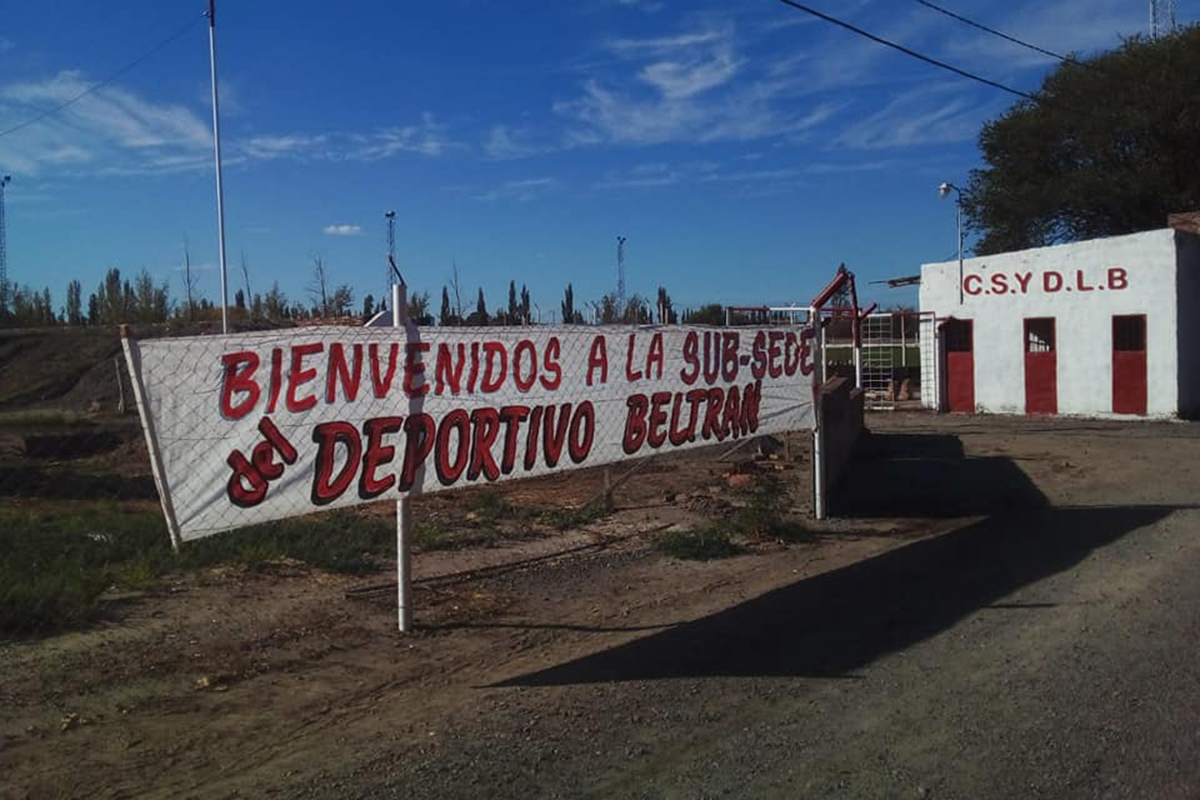 BIENVENIDOS A LA SUB-SEDE
del DEPORTIVO BELTRAN
C.S.Y D.L.B